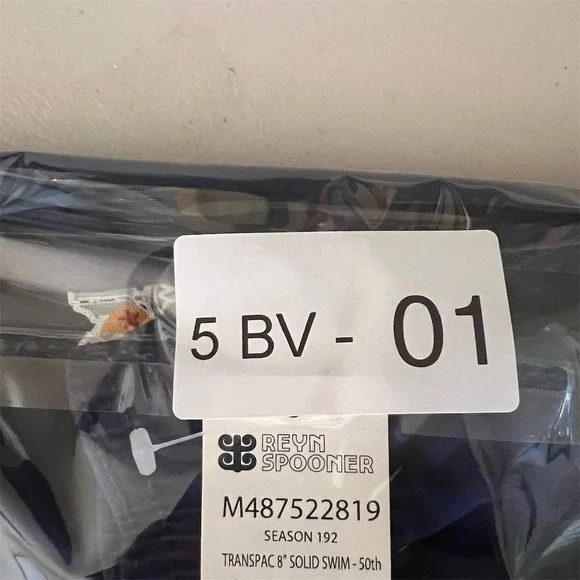 5 BV - 01
REYN
SPOONER
M487522819
SEASON 192
TRANSPAC 8" SOLID SWIM - 50th